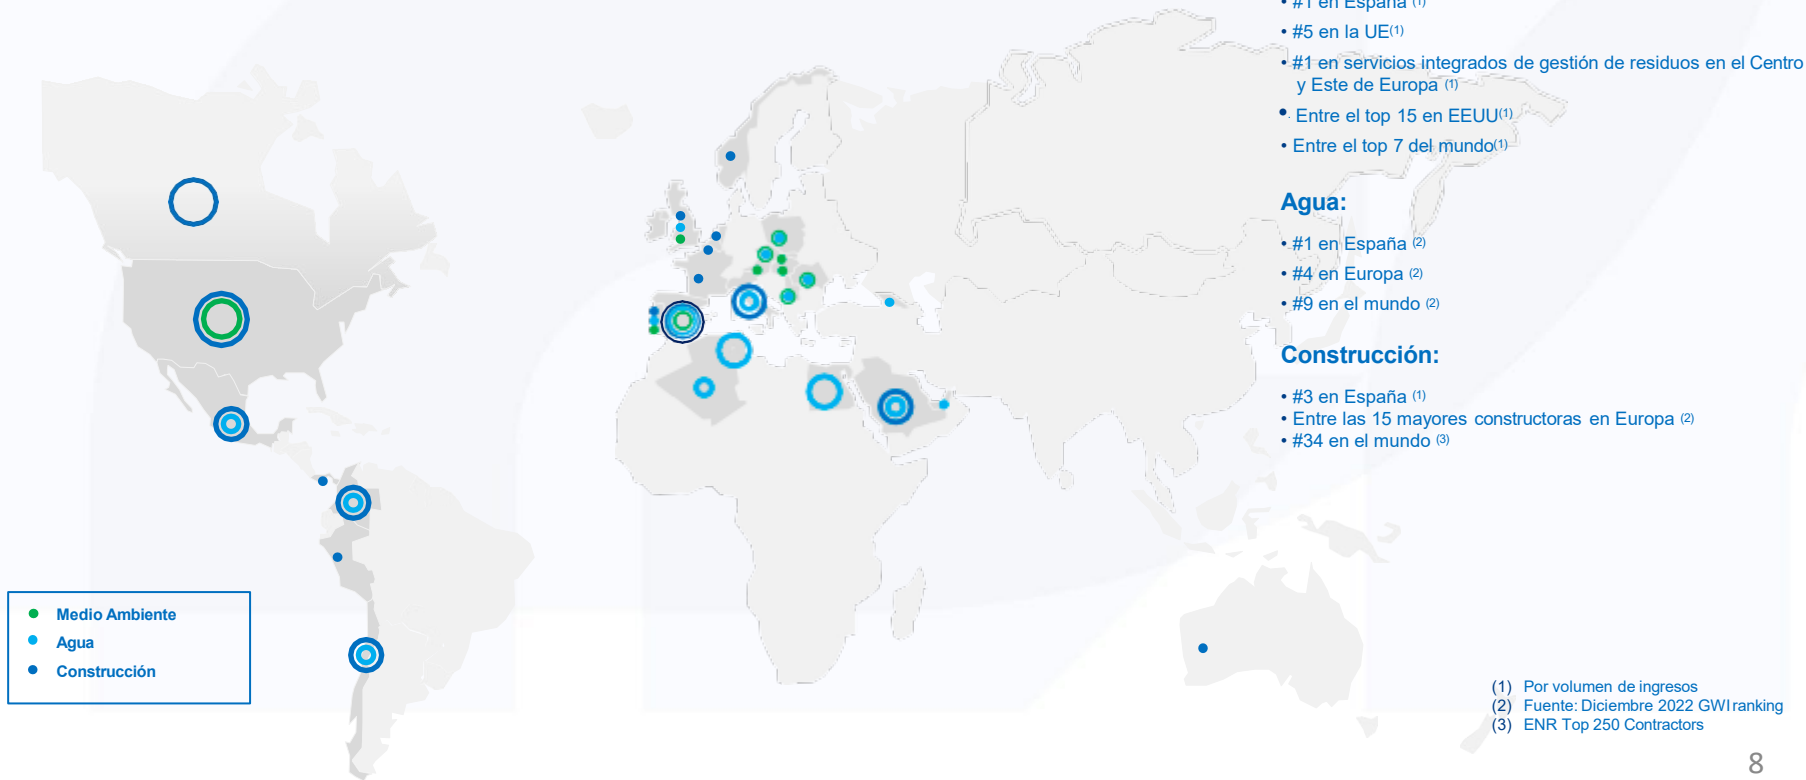 • #1 en España (1)
• #5 en la UE(1)
• #1 en servicios integrados de gestión de residuos en el Centro
y Este de Europa (1)
• Entre el top 15 en EEUU(1)
• Entre el top 7 del mundo(1)
Agua:
• #1 en España (2)
• #4 en Europa (2)
• #9 en el mundo (2)
Construcción:
• #3 en España (1)
• Entre las 15 mayores constructoras en Europa (2)
• #34 en el mundo (3)
• Medio Ambiente
• Agua
• Construcción
(1) Por volumen de ingresos
(2) Fuente: Diciembre 2022 GWI ranking
(3) ENR Top 250 Contractors
8